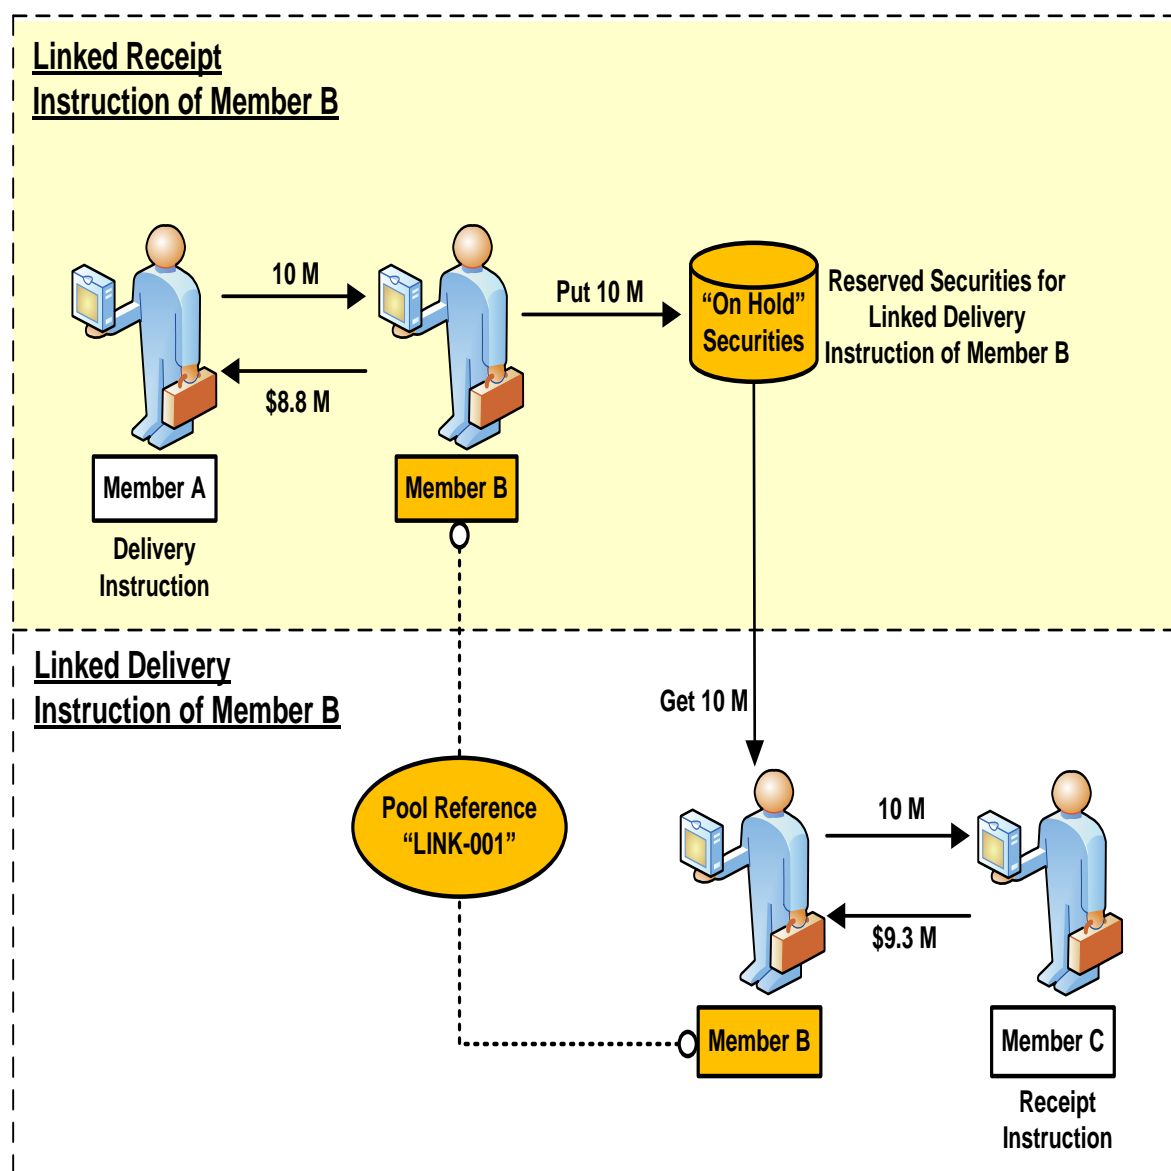 Linked Receipt
Instruction of Member B
10 M
$8.8 M
Put 10 M
“On Hold”
Securities
Reserved Securities for
Linked Delivery
Instruction of Member B
Member A
Member B
Delivery
Instruction
Linked Delivery
Instruction of Member B
Get 10 M
Pool Reference
“LINK-001”
10 M
$9.3 M
Member B
Member C
Receipt
Instruction